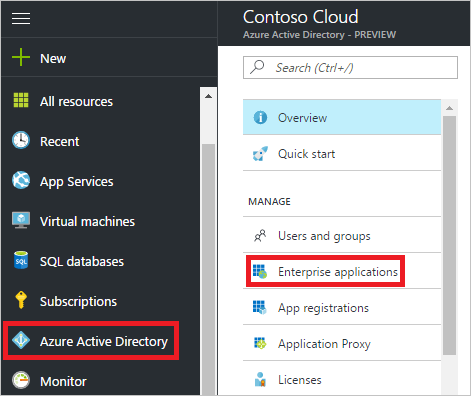 New
All resources
Recent
App Services
Virtual machines
SQL databases
Subscriptions
Azure Active Directory
Monitor
Contoso Cloud
Azure Active Directory - PREVIEW
Search (Ctrl+/)
Overview
Quick start
MANAGE
Users and groups
Enterprise applications
App registrations
Application Proxy
Licenses